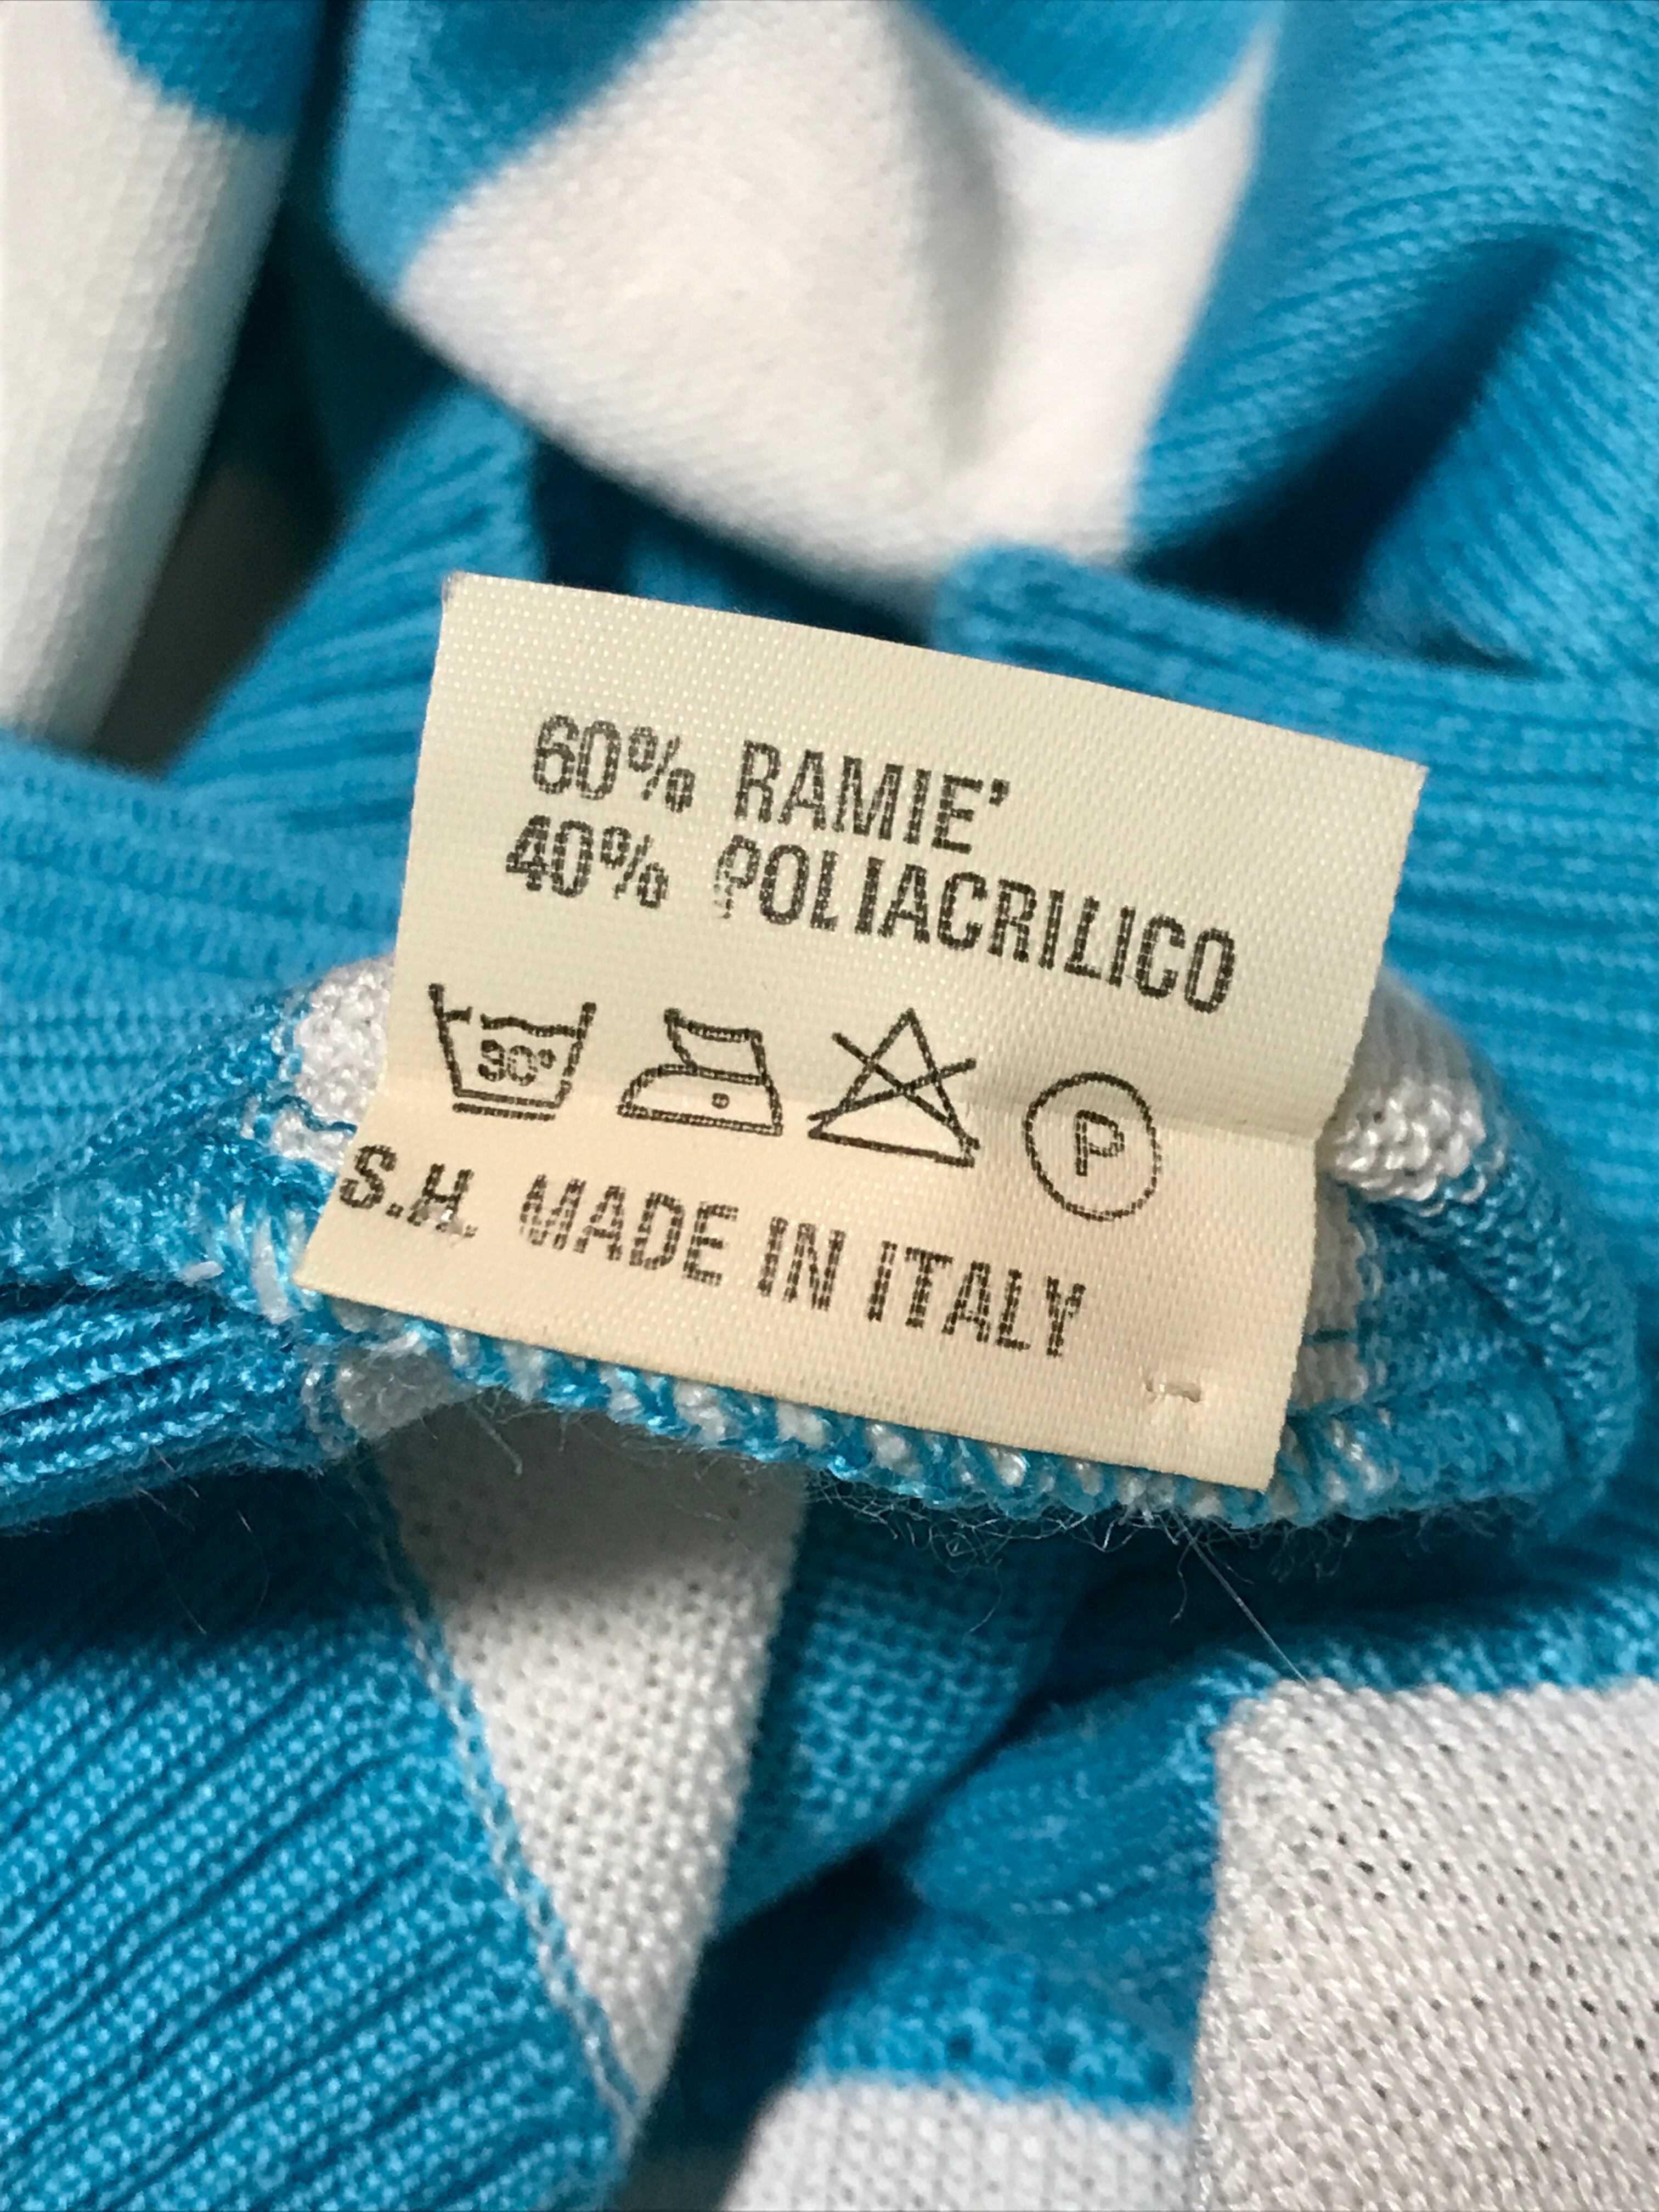 60% RAMIE'
40% POLIACRILICO
30°
P
S.H. MADE IN ITALY